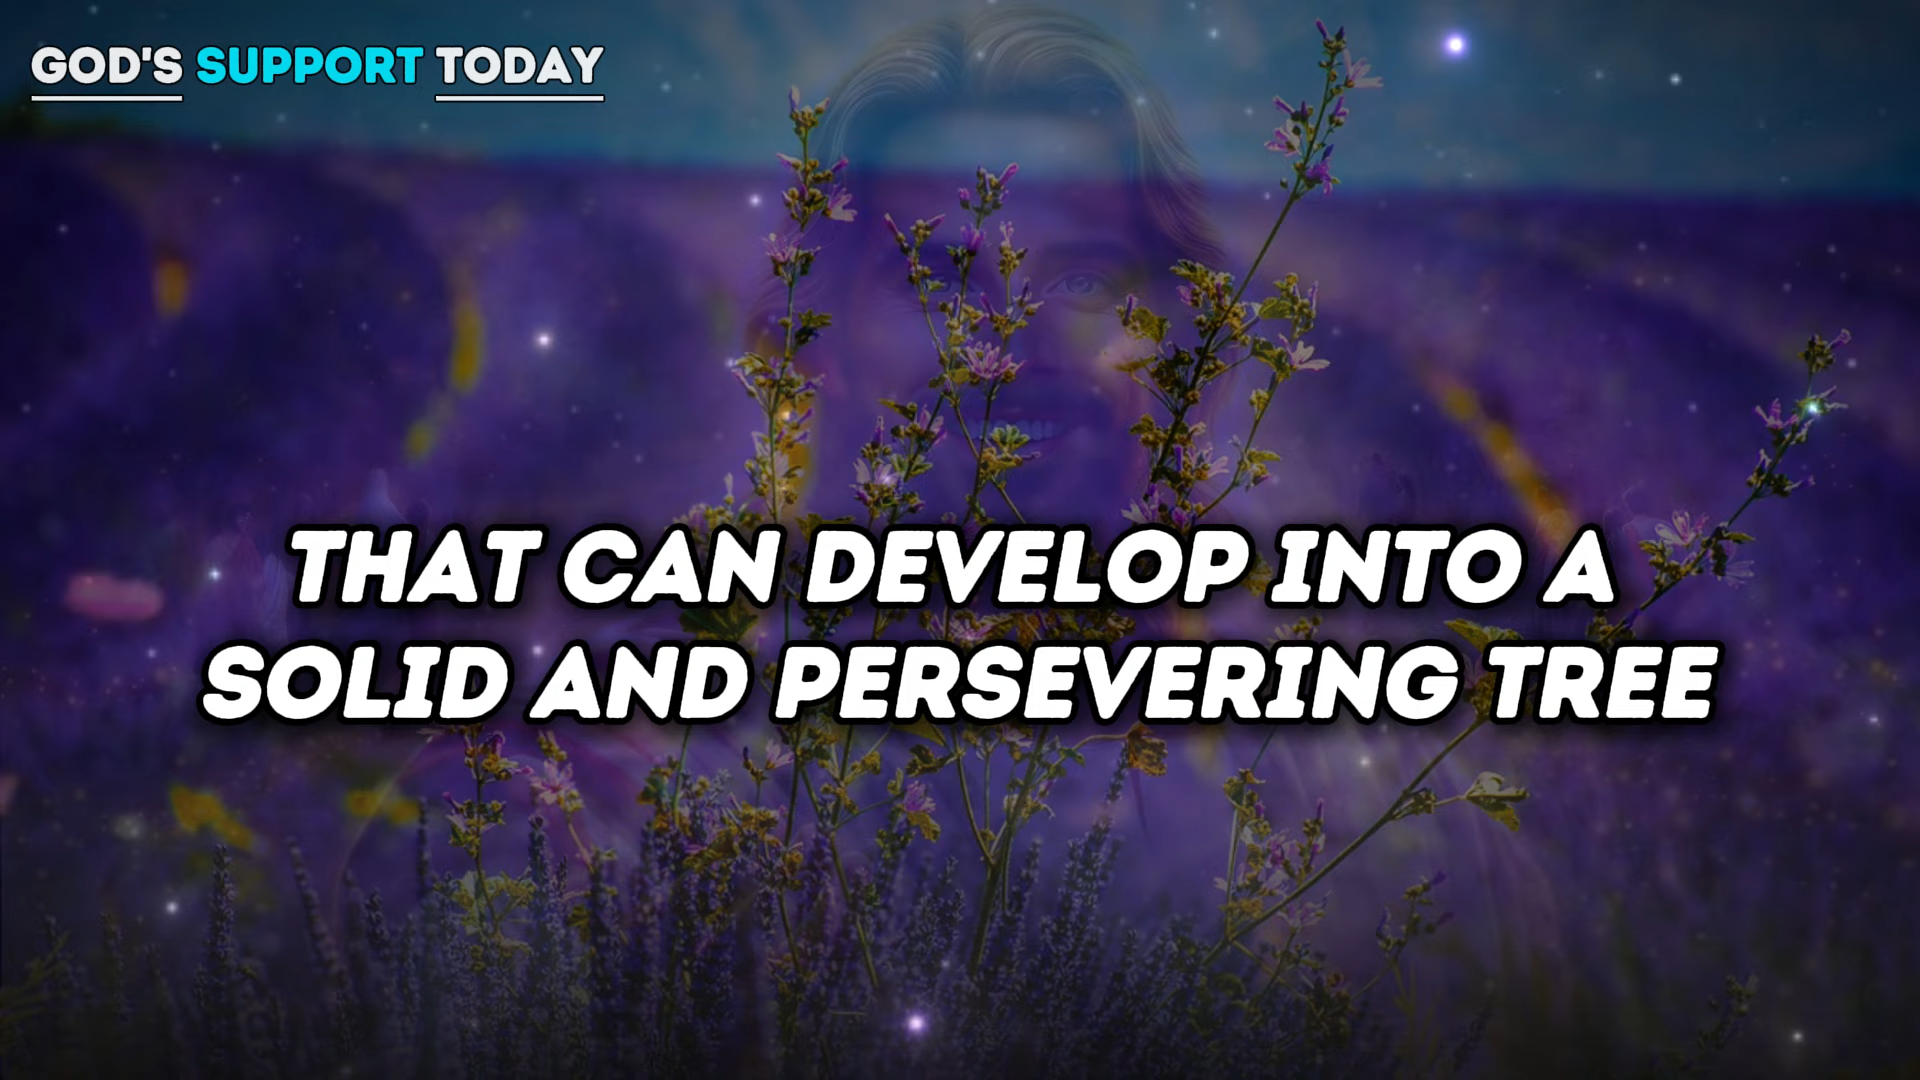 GOD'S SUPPORT TODAY
THAT CAN DEVELOP INTO A
SOLID AND PERSEVERING TREE